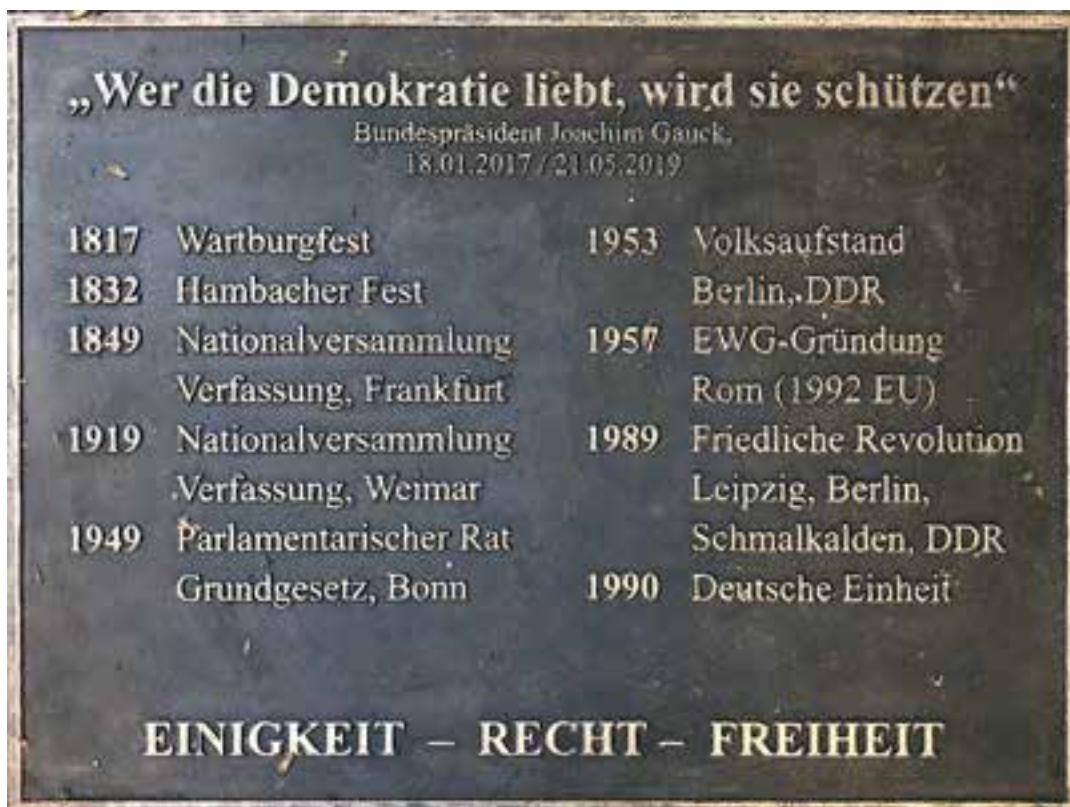 „Wer die Demokratie liebt, wird sie schützen“
Bundespräsident Joachim Gauck,
18.01.2017 / 21.05.2019
1817 Wartburgfest
1832 Hambacher Fest
1849 Nationalversammlung
Verfassung, Frankfurt
1919 Nationalversammlung
Verfassung, Weimar
1949 Parlamentarischer Rat
Grundgesetz, Bonn
1953 Volksaufstand
Berlin, DDR
1957 EWG-Gründung
Rom (1992 EU)
1989 Friedliche Revolution
Leipzig, Berlin,
Schmalkalden, DDR
1990 Deutsche Einheit
EINIGKEIT – RECHT – FREIHEIT